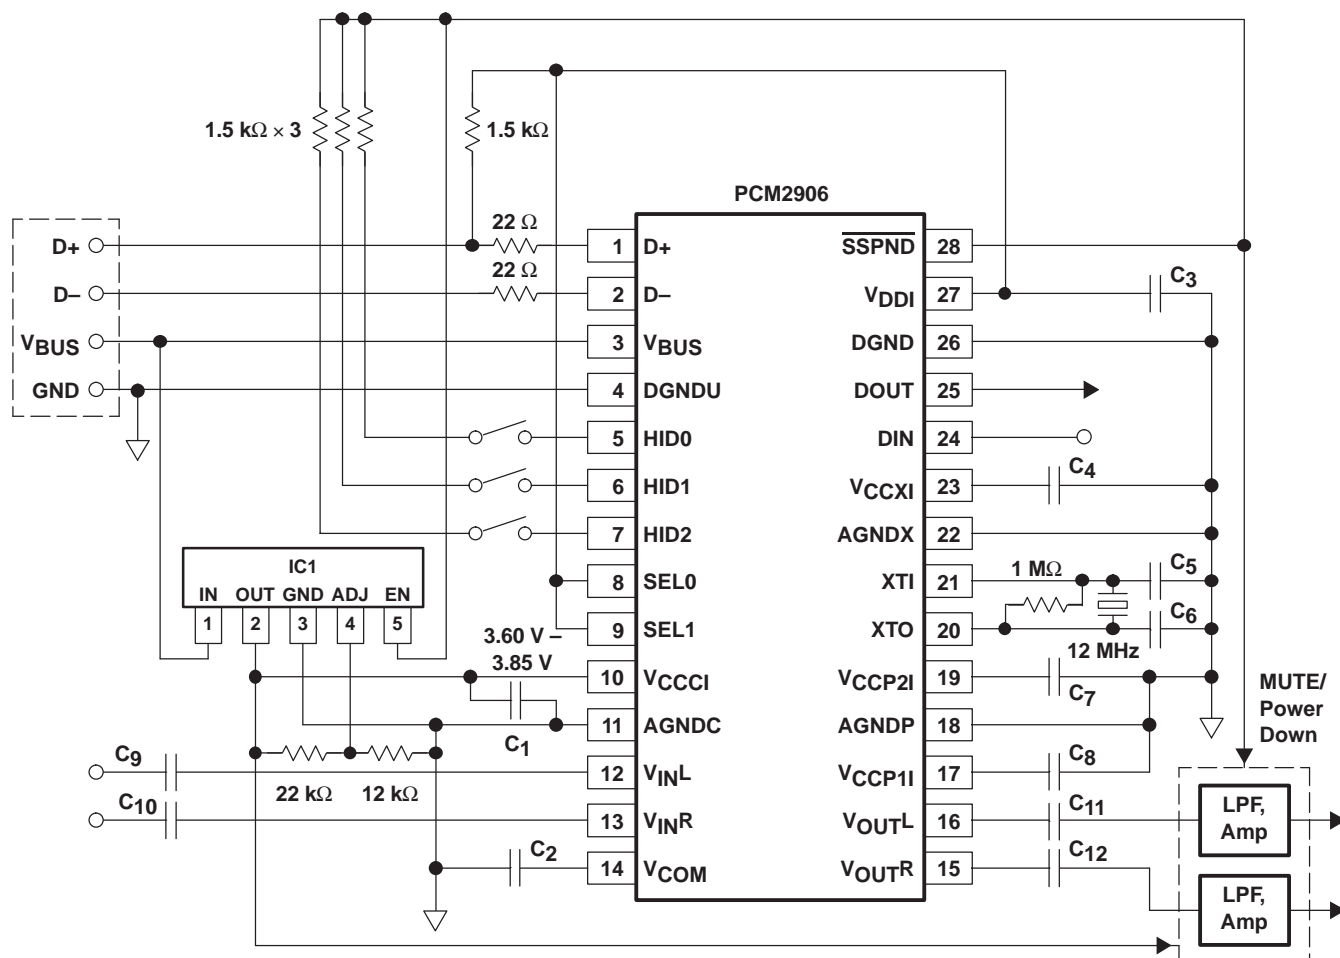 1.5 kΩ × 3
1.5 kΩ
PCM2906
22 Ω
22 Ω
D+
D–
VBUS
GND
1 D+
2 D–
3 VBUS
4 DGNDU
5 HID0
6 HID1
7 HID2
8 SEL0
9 SEL1
10 VCCCI
11 AGNDC
12 VINL
13 VINR
14 VCOM
SSPND 28
VDDI 27
DGND 26
DOUT 25
DIN 24
VCCXI 23
AGNDX 22
XTI 21
XTO 20
VCCP2I 19
AGNDP 18
VCCP1I 17
VOUTL 16
VOUTR 15
IC1
IN OUT GND ADJ EN
1 2 3 4 5
3.60 V –
3.85 V
C1
22 kΩ
12 kΩ
C9
C10
C2
C3
C4
1 MΩ
C5
C6
12 MHz
C7
C8
C11
C12
MUTE/
Power
Down
LPF,
Amp
LPF,
Amp